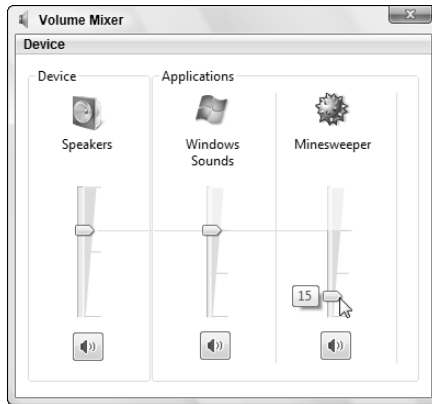 Volume Mixer
Device
Device
Applications
Speakers
Windows
Sounds
Minesweeper
15